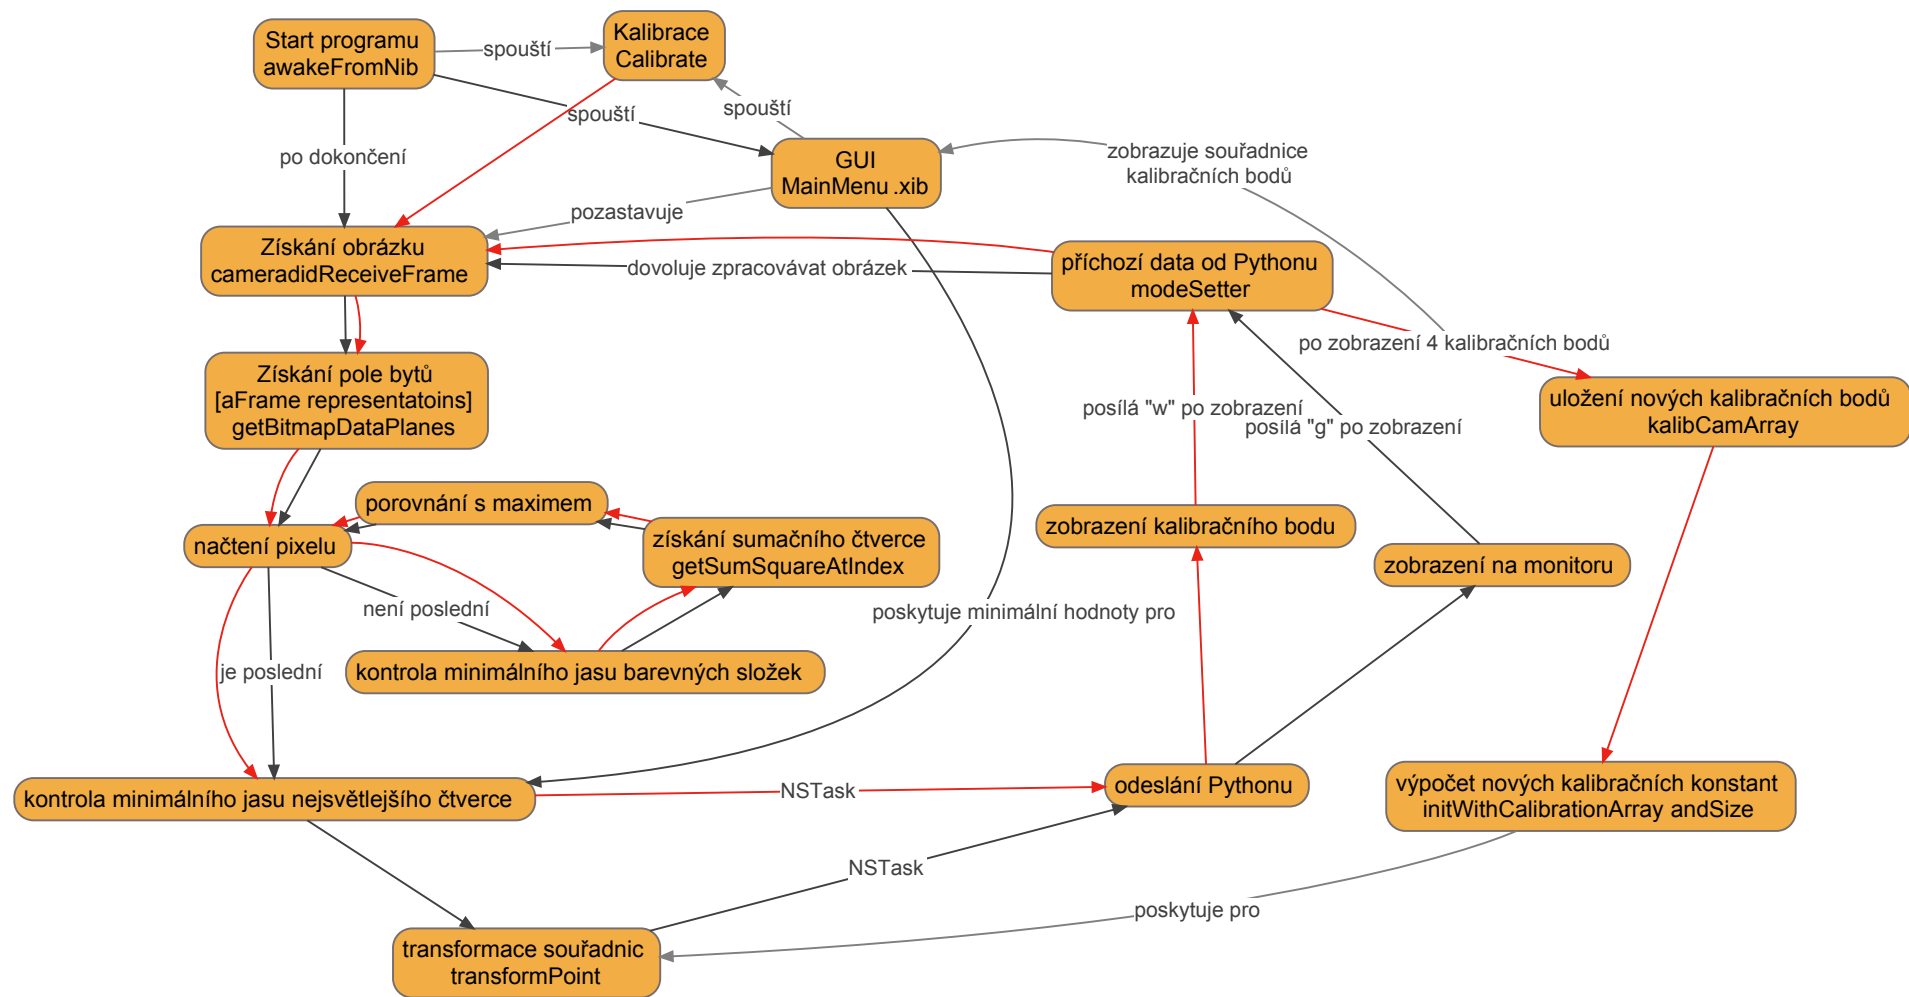 Start programu
awakeFromNib
spouští
Kalibrace
Calibrate
spouští
spouští
po dokončení
GUI
MainMenu .xib
zobrazuje souřadnice
kalibračních bodů
pozastavuje
Získání obrázku
cameradidReceiveFrame
dovoluje zpracovávat obrázek
příchozí data od Pythonu
modeSetter
po zobrazení 4 kalibračních bodů
Získání pole bytů
[aFrame representatoins]
getBitmapDataPlanes
uložení nových kalibračních bodů
kalibCamArray
posílá "w" po zobrazení
posílá "g" po zobrazení
porovnání s maximem
načtení pixelu
získání sumačního čtverce
getSumSquareAtIndex
zobrazení kalibračního bodu
zobrazení na monitoru
není poslední
poskytuje minimální hodnoty pro
je poslední
kontrola minimálního jasu barevných složek
kontrola minimálního jasu nejsvětlejšího čtverce
NSTask
odeslání Pythonu
výpočet nových kalibračních konstant
initWithCalibrationArray andSize
NSTask
poskytuje pro
transformace souřadnic
transformPoint